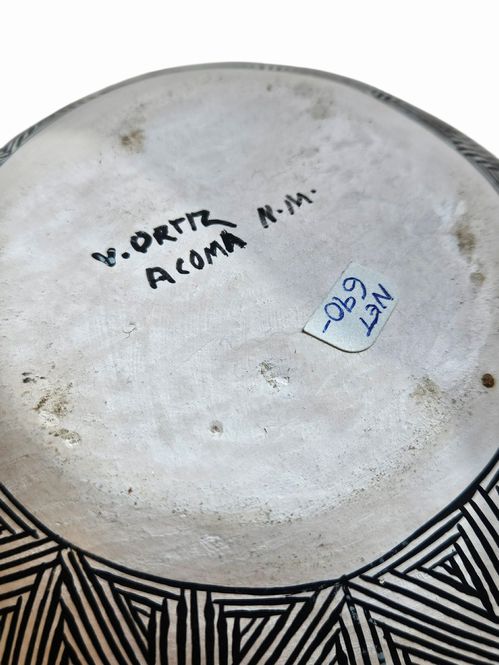 V. ORTIZ
ACOMA N.M.
NET
690-